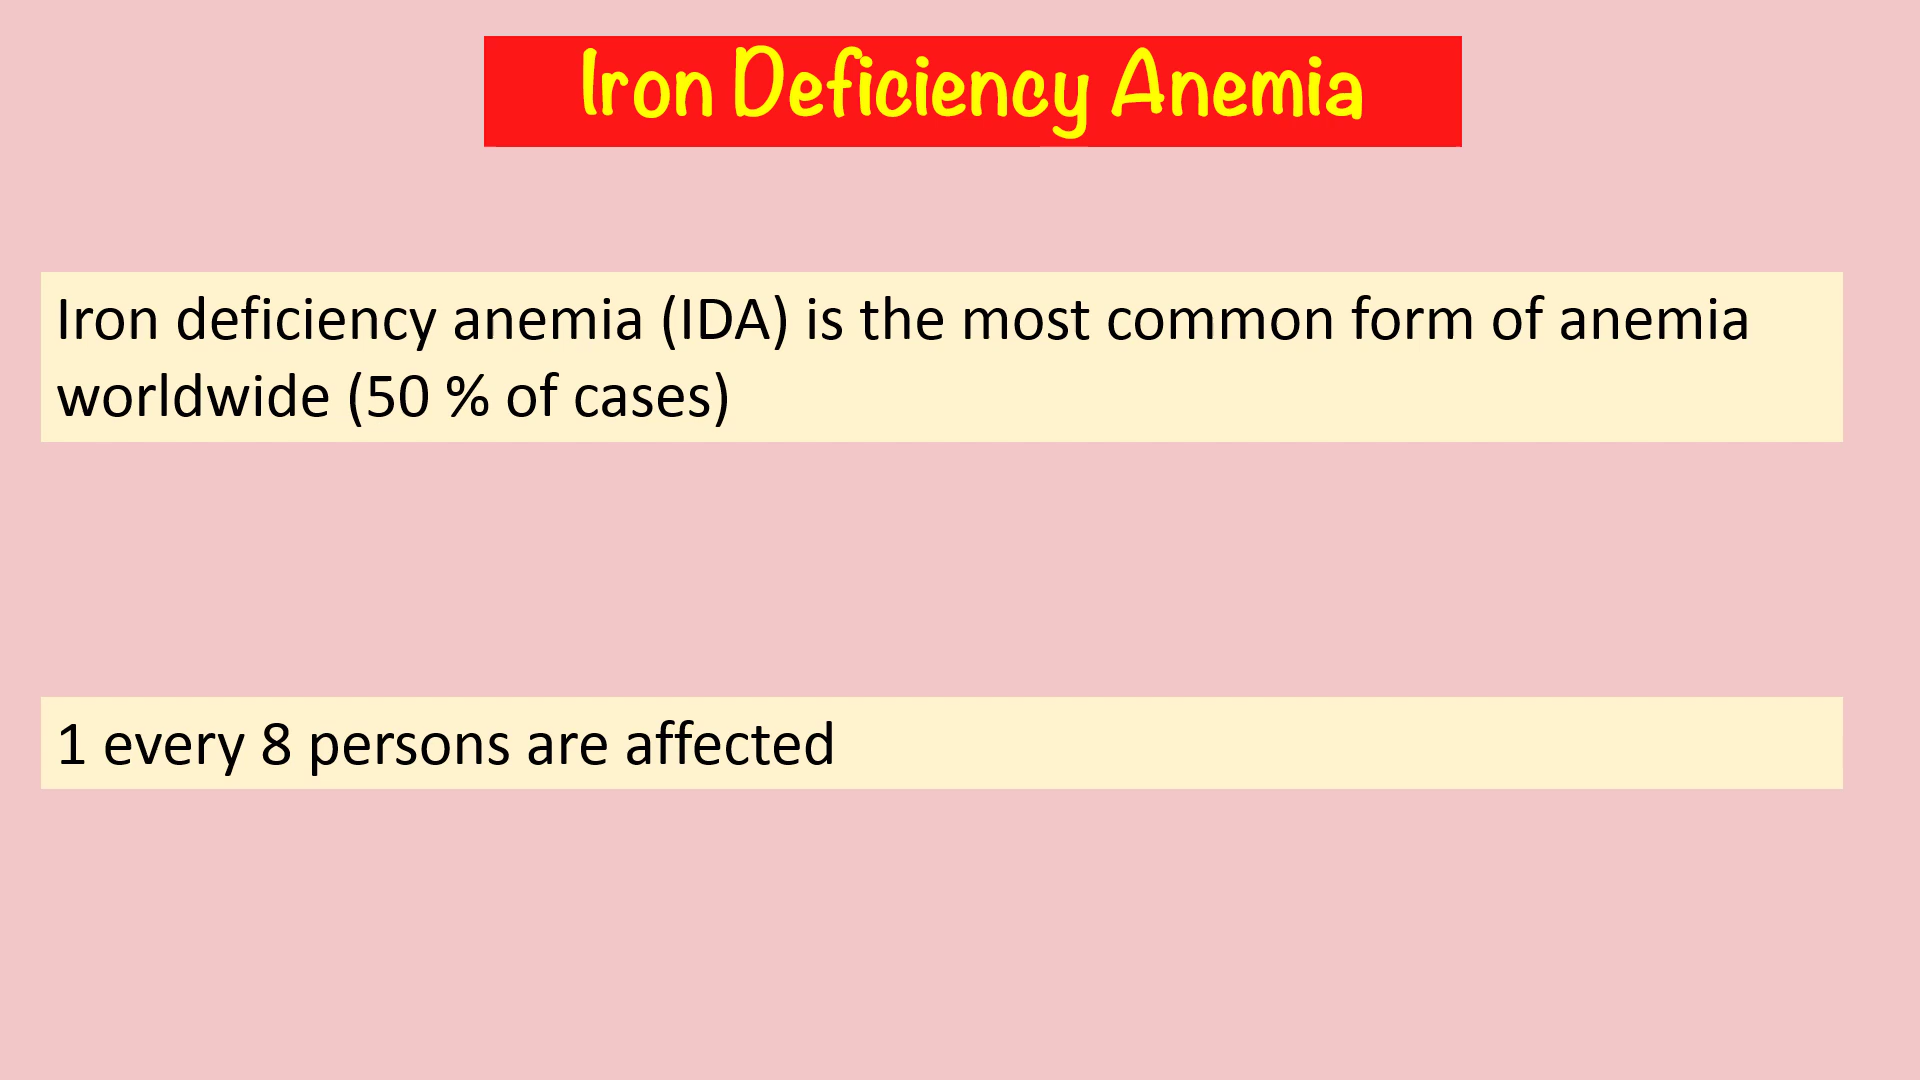 Iron Deficiency Anemia
Iron deficiency anemia (IDA) is the most common form of anemia
worldwide (50 % of cases)
1 every 8 persons are affected